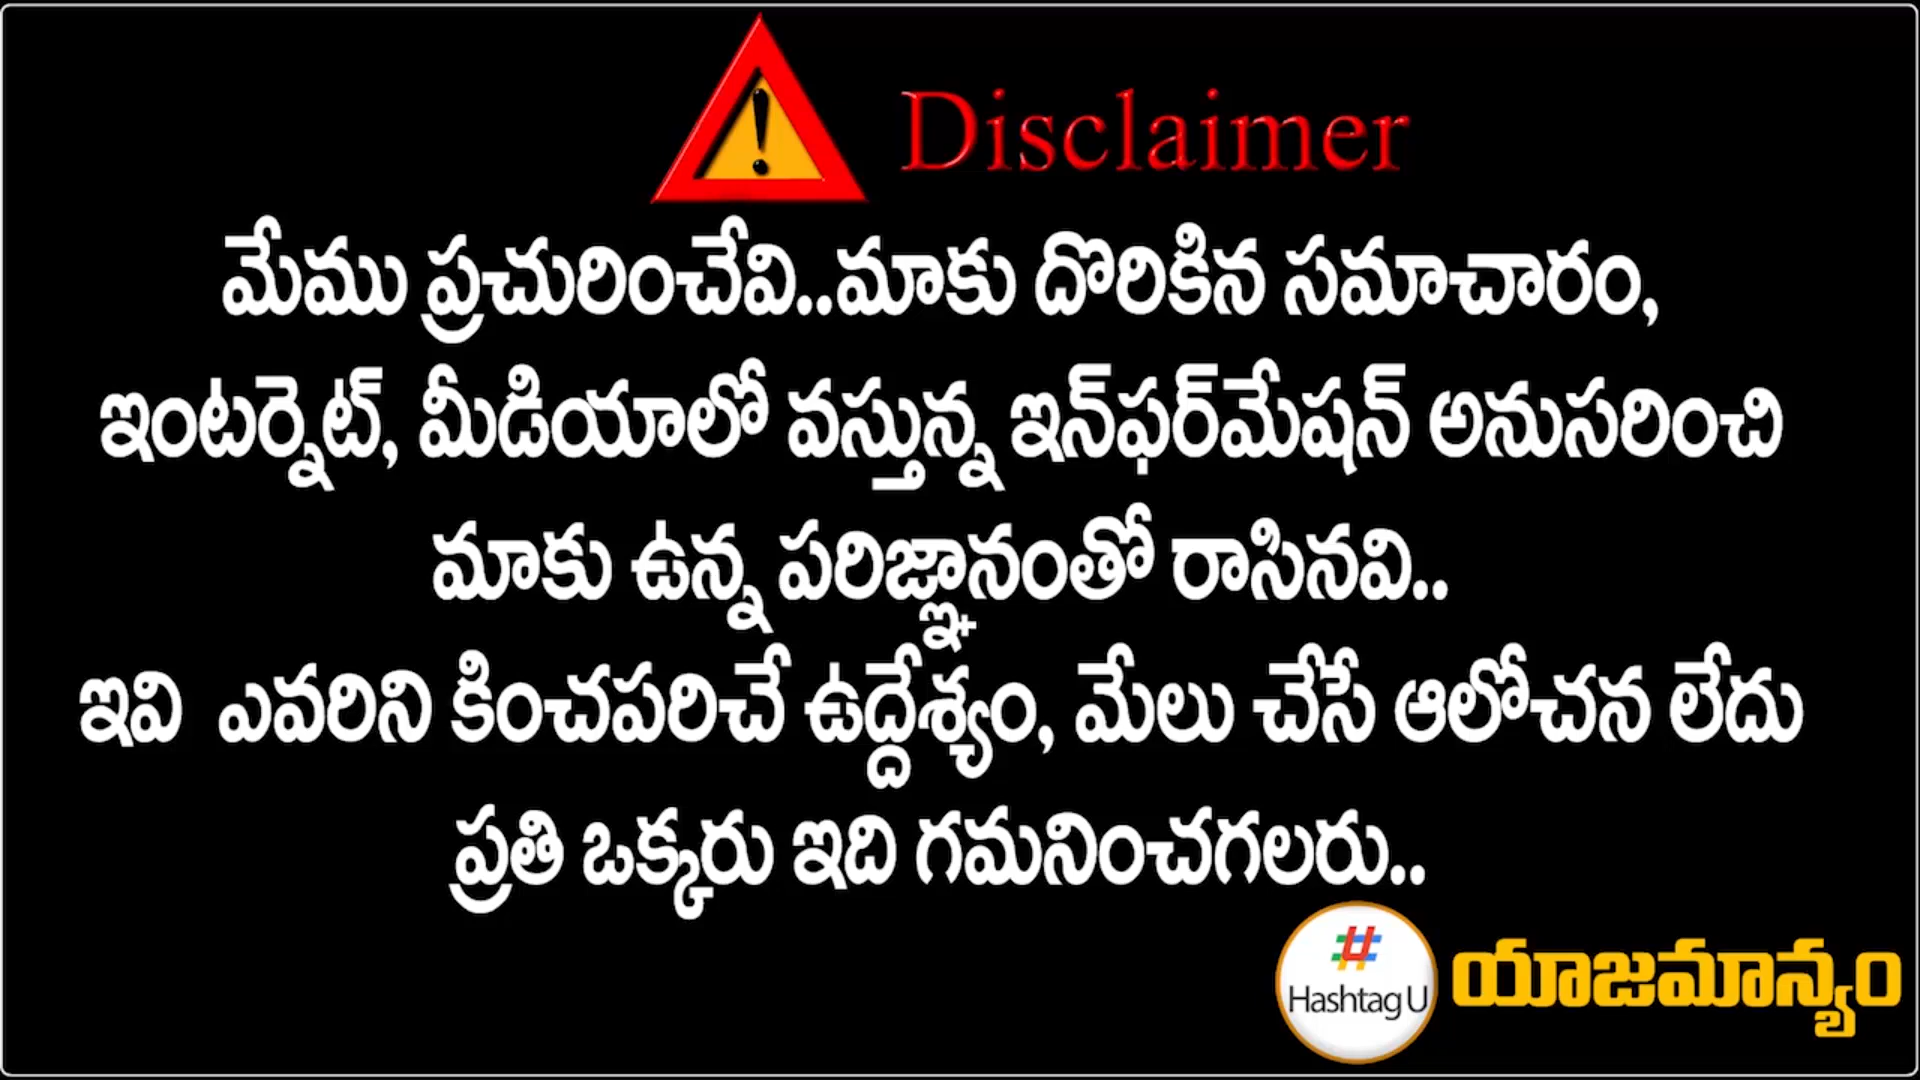 Disclaimer
మేము ప్రచురించేవి..మాకు దొరికిన సమాచారం,
ఇంటర్నెట్, మీడియాలో వస్తున్న ఇన్‌ఫర్‌మేషన్ అనుసరించి
మాకు ఉన్న పరిజ్ఞానంతో రాసినవి..
ఇవి ఎవరిని కించపరిచే ఉద్దేశ్యం, మేలు చేసే ఆలోచన లేదు
ప్రతి ఒక్కరు ఇది గమనించగలరు..
Hashtag U
యాజమాన్యం